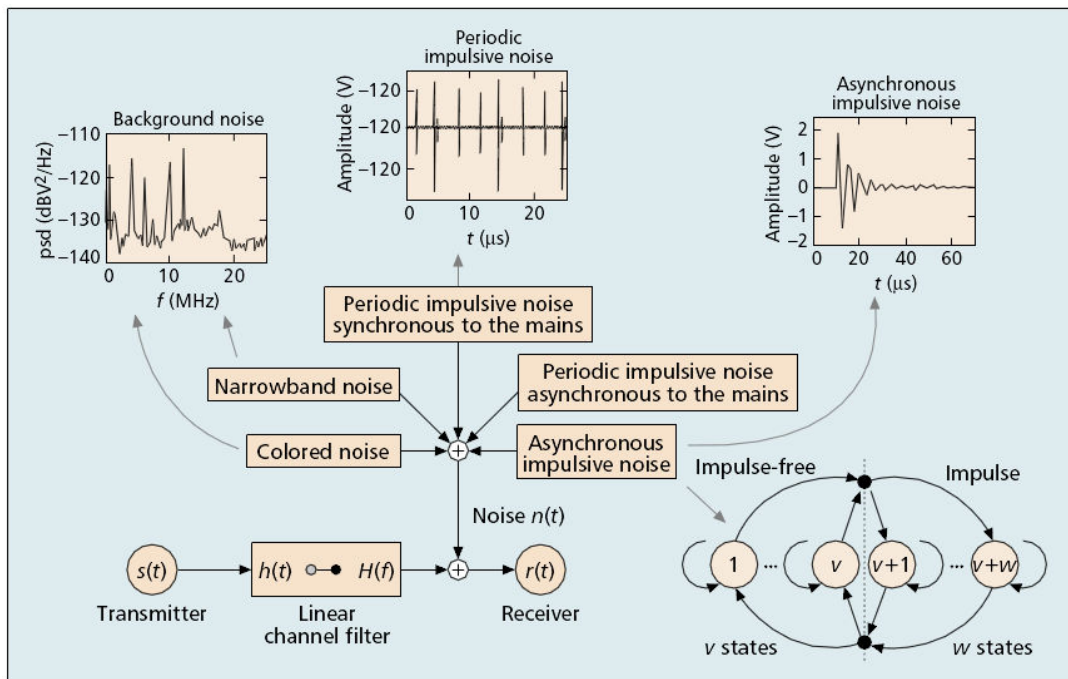 Periodic
impulsive noise
Amplitude (V)
−120
−120
−120
0 10 20
t (μs)
Background noise
psd (dBV²/Hz)
−110
−120
−130
−140
0 10 20
f (MHz)
Asynchronous
impulsive noise
Amplitude (V)
2
1
0
−1
−2
0 20 40 60
t (μs)
Periodic impulsive noise
synchronous to the mains
Narrowband noise
Periodic impulsive noise
asynchronous to the mains
Colored noise
+
Asynchronous
impulsive noise
Noise n(t)
s(t)
Transmitter
h(t) H(f)
Linear
channel filter
+
r(t)
Receiver
Impulse-free
Impulse
1 ... v v+1 ... v+w
v states
w states